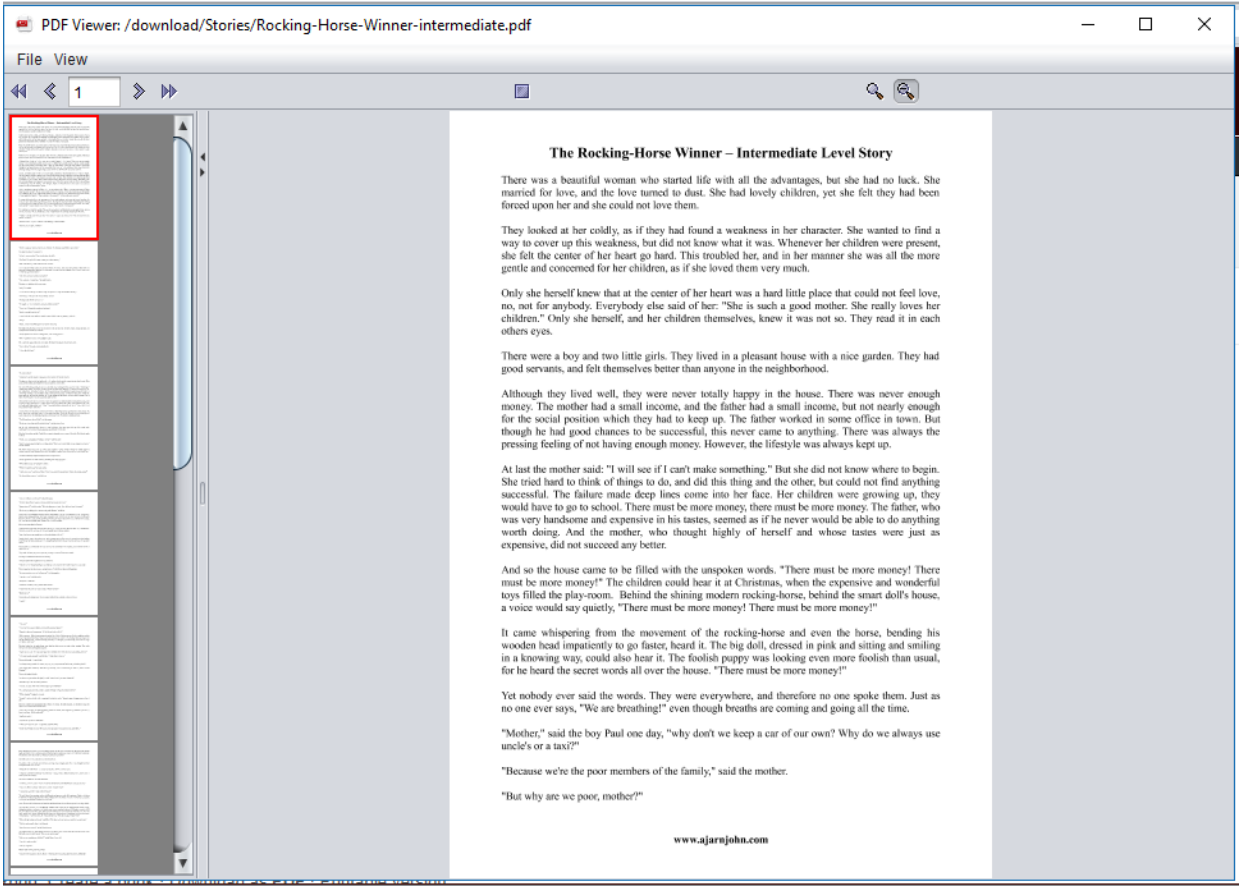 PDF Viewer: /download/Stories/Rocking-Horse-Winner-intermediate.pdf
File View
1
The Rocking-Horse Winner – Intermediate Level Story
There was a beautiful woman who started life with all the advantages, but she had no luck. She
married for love, and the love turned to dust. She had lovely children, yet she felt they had been
forced upon her and she could not love them.
They looked at her coldly, as if they had found a weakness in her character. She wanted to find a
way to cover up this weakness, but did not know what it was. Whenever her children were present,
she felt the center of her heart go hard. This troubled her, and in her manner she was all the more
gentle and concerned for her children, as if she loved them very much.
Only she herself knew that at the center of her heart was a hard little place that could not feel love,
no, not for anybody. Everybody else said of her: "She is such a good mother. She really loves her
children." Only she herself, and her children themselves, knew it was not so. They read it in each
others eyes.
There were a boy and two little girls. They lived in a pleasant house with a nice garden. They had
good servants, and felt themselves better than anyone in the neighborhood.
Although they lived well, they were never totally happy in the house. There was never enough
money. The mother had a small income, and the father had a small income, but not nearly enough
for the social position which they had to keep up. The father worked in some office in town. But
though he had good chances to be successful, this never came to anything. There was always the
pressing feeling of not having enough money. However, the lifestyle was always kept up.
At last the mother said: "I will see if I can't make something." But she did not know where to begin.
She tried hard to think of things to do, and did this thing and the other, but could not find anything
successful. The failure made deep lines come into her face. Her children were growing up, they
would have to go to school. There must be more money, there must be more money. The father, who
was very handsome and expensive in his tastes, seemed as if he never would be able to do anything
worth doing. And the mother, who thought highly of herself and whose tastes were just as
expensive, did not succeed any better.
And so the house came to be filled with the unspoken words. "There must be more money! There
must be more money!" The children could hear it at Christmas, when the expensive and wonderful
toys filled the play-room. Behind the shining modern rocking-horse, behind the smart doll's house,
a voice would say quietly, "There must be more money! There must be more money!"
It came whispering from the movement of the rocking-horse and even the horse, bending his
wooden head impatiently to go faster, heard it. The big doll, dressed in pink and sitting and smiling
in a knowing way, could also hear it. The foolish puppy was looking even more foolish than usual,
for he heard the secret words all over the house. "There must be more money!"
Yet nobody ever said the words. They were everywhere, and therefore no one spoke them. Just as
no one ever says, "We are breathing!" even though breaths are coming and going all the time.
"Mother," said the boy Paul one day, "why don't we keep a car of our own? Why do we always use
uncle's or a taxi?"
"Because we're the poor members of the family," said the mother.
"But why are we poor, mother?"
www.ajarnjohn.com